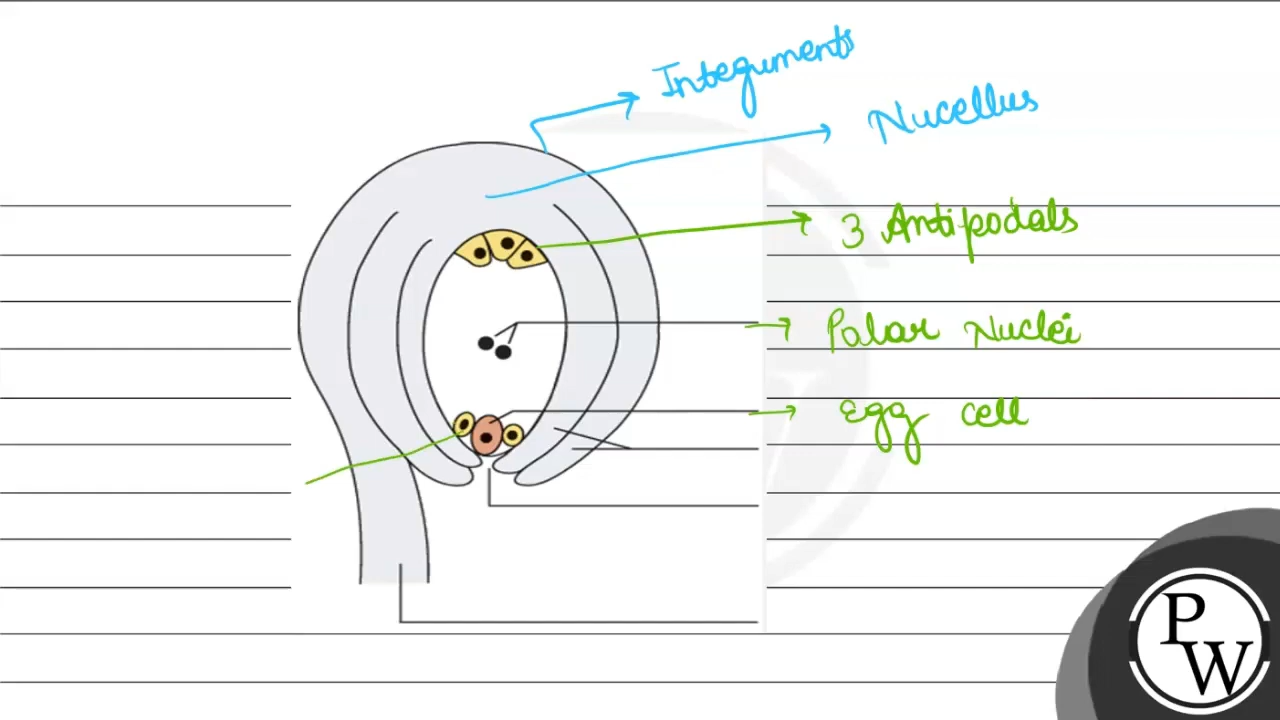 Integuments
Nucellus
3 Antipodals
Polar Nuclei
Egg cell
PW